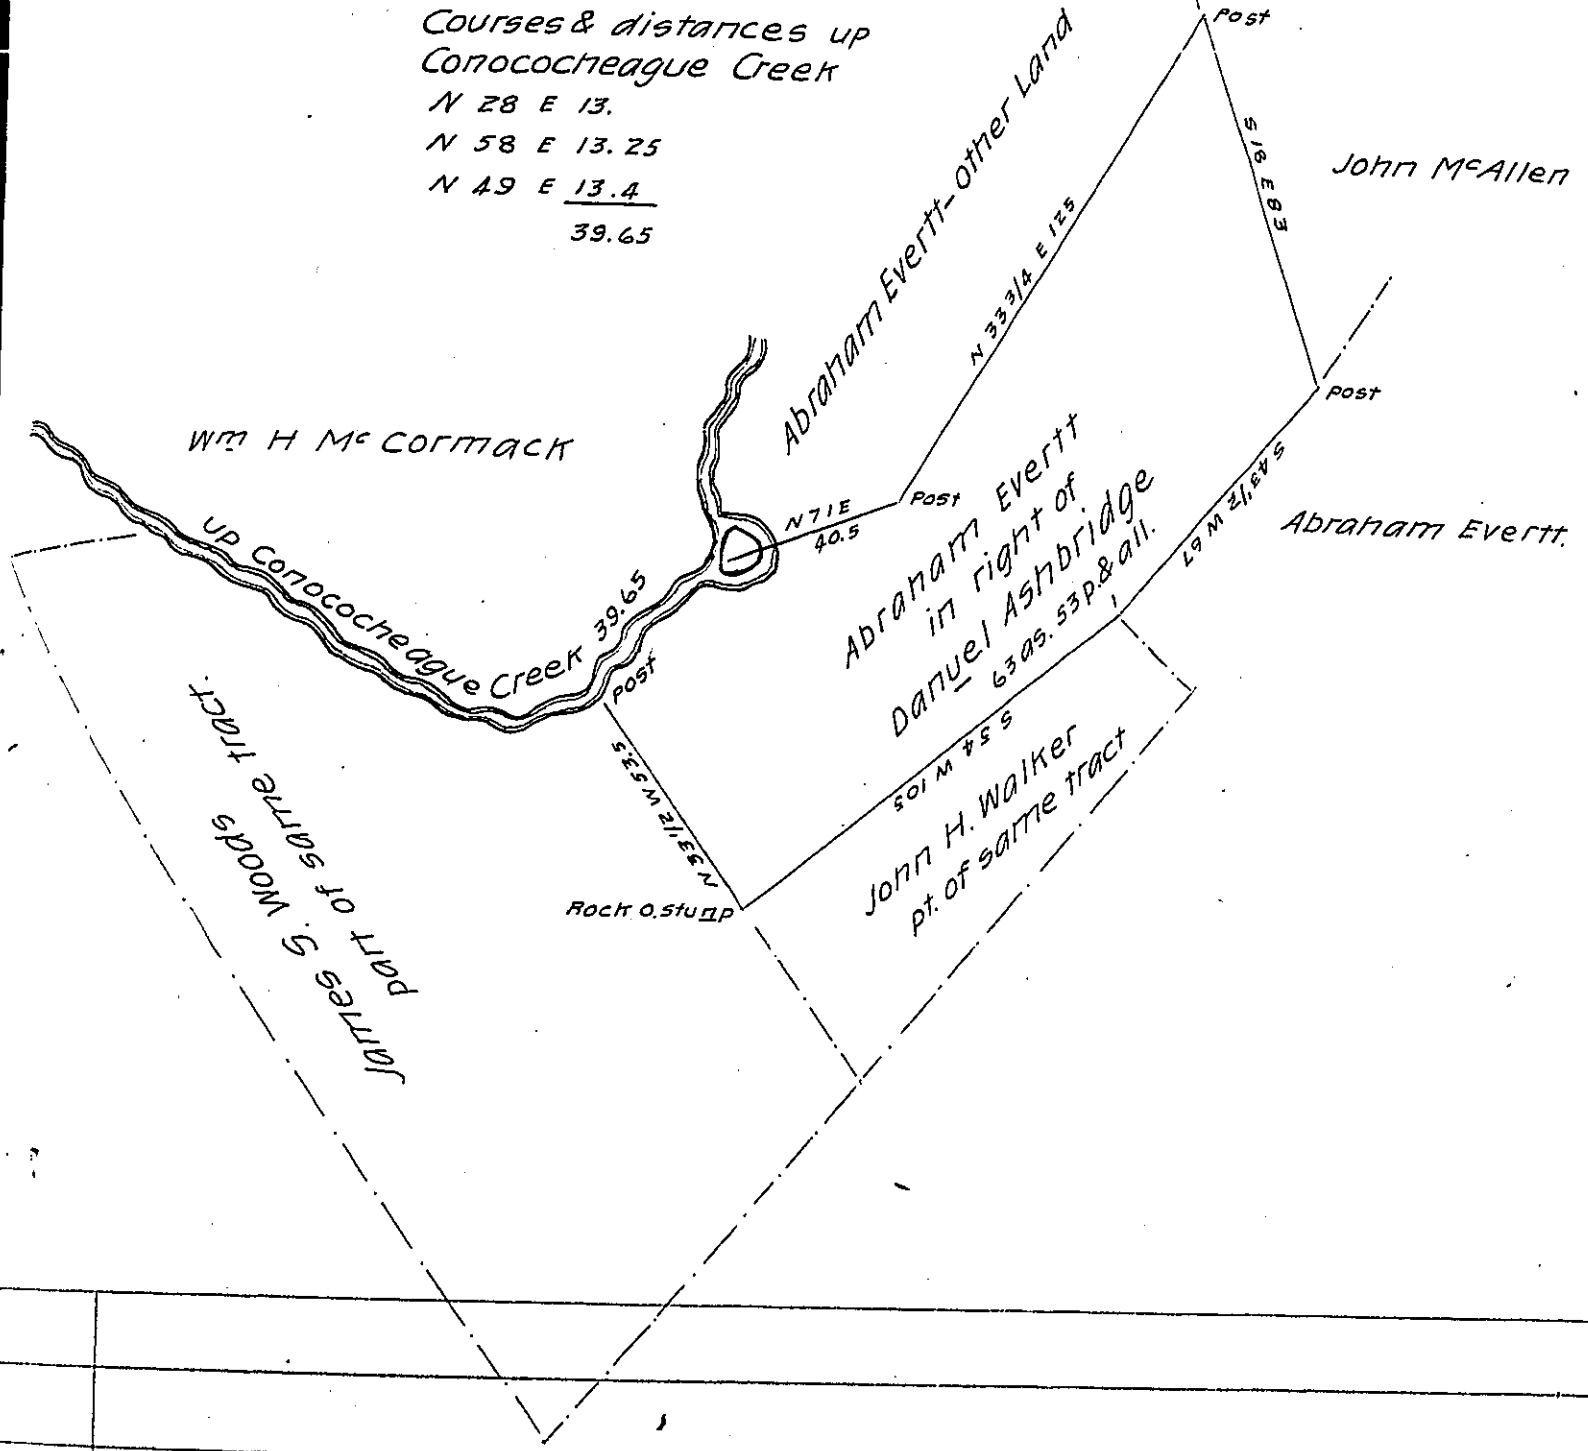 Courses & distances up
Conococheague Creek
N 28 E 13.
N 58 E 13.25
N 49 E 13.4
39.65
Post
S 18 E 83
John McAllen
Abraham Evertt - Other Land
N 33 3/4 E 125
Post
Wm H McCormack
N 71 E
40.5
Post
S 43 1/2 W 67
Abraham Evertt.
up Conococheague Creek 39.65
Post
Abraham Evertt
in right of
Danuel Ashbridge
63 as. 53 p. & all.
S 54 W 105
John H. Walker
pt. of same tract
N 33 1/2 W 53.5
Rock O. Stump
James S. Woods
part of same tract.